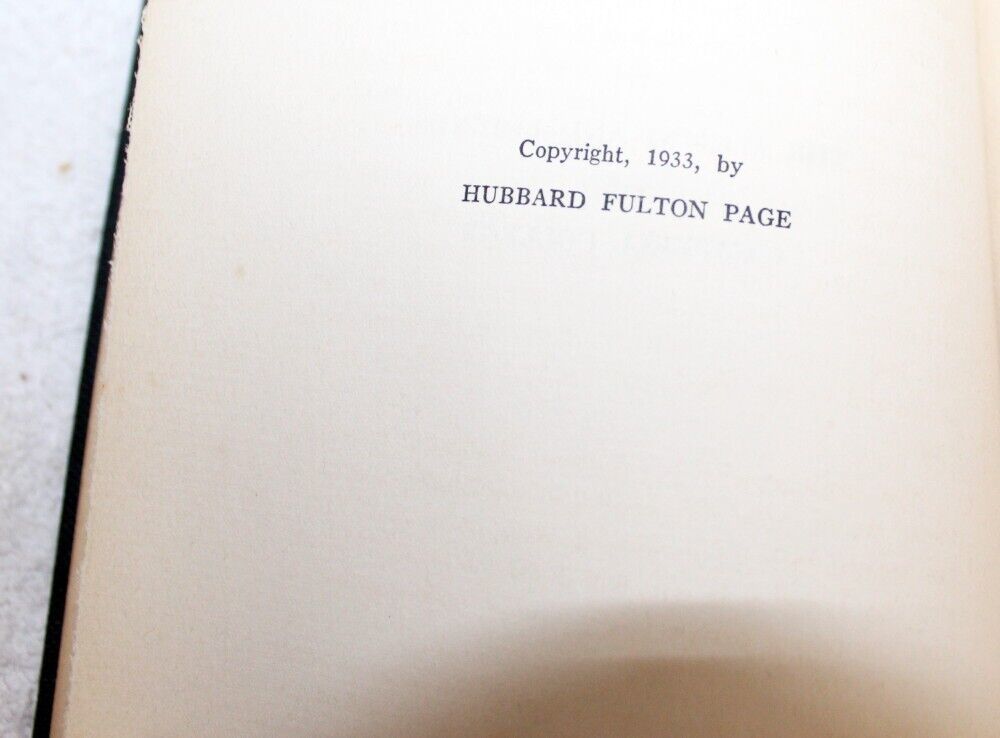 Copyright, 1933, by
HUBBARD FULTON PAGE